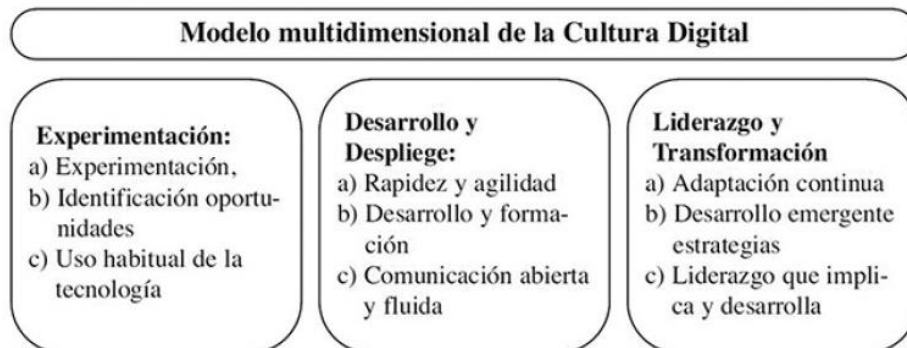 Modelo multidimensional de la Cultura Digital
Experimentación:
a) Experimentación,
b) Identificación oportu-
nidades
c) Uso habitual de la
tecnología
Desarrollo y
Despliege:
a) Rapidez y agilidad
b) Desarrollo y forma-
ción
c) Comunicación abierta
y fluida
Liderazgo y
Transformación
a) Adaptación continua
b) Desarrollo emergente
estrategias
c) Liderazgo que impli-
ca y desarrolla